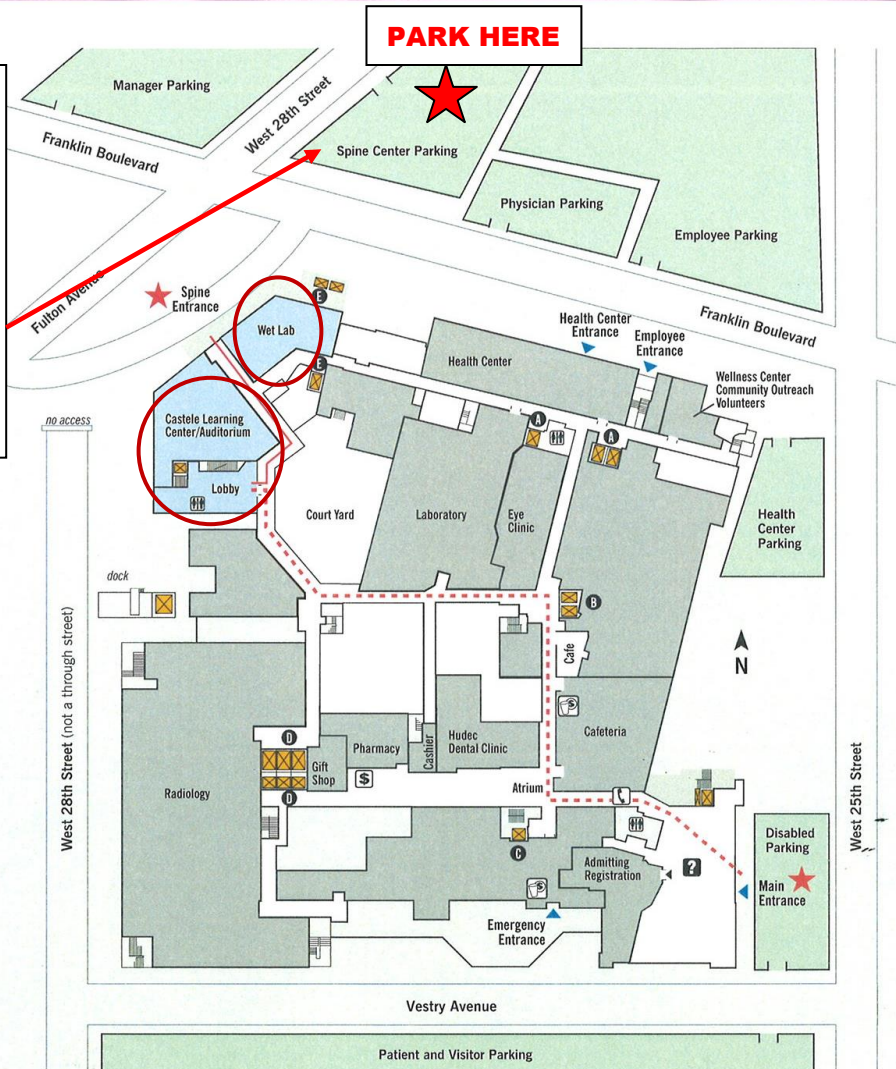 PARK HERE
Manager Parking
West 28th Street
Spine Center Parking
Franklin Boulevard
Physician Parking
Employee Parking
Fulton Avenue
Spine
Entrance
E
Wet Lab
Franklin Boulevard
Health Center
Entrance
Employee
Entrance
Health Center
E
Wellness Center
Community Outreach
Volunteers
no access
Castele Learning
Center/Auditorium
A
A
Lobby
Court Yard
Laboratory
Eye
Clinic
Health
Center
Parking
dock
B
Cafe
N
West 28th Street (not a through street)
Cafeteria
$
D
Pharmacy
Cashier
Hudec
Dental Clinic
Gift
Shop
$
Radiology
Atrium
D
West 25th Street
C
Disabled
Parking
Admitting
Registration
?
Main
Entrance
$
Emergency
Entrance
Vestry Avenue
Patient and Visitor Parking